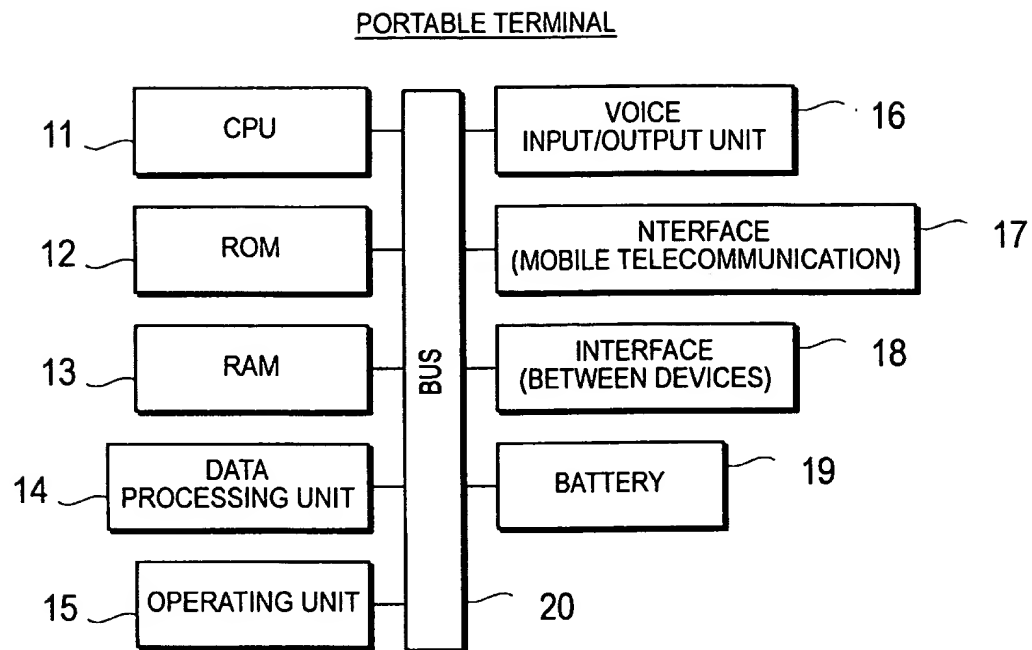 PORTABLE TERMINAL
11
CPU
12
ROM
13
RAM
14
DATA
PROCESSING UNIT
15
OPERATING UNIT
BUS
20
VOICE
INPUT/OUTPUT UNIT
16
NTERFACE
(MOBILE TELECOMMUNICATION)
17
INTERFACE
(BETWEEN DEVICES)
18
BATTERY
19